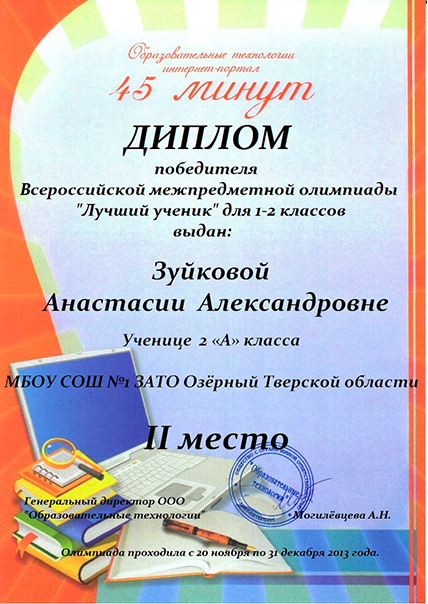 Образовательные технологии
интернет-портал
45 минут
ДИПЛОМ
победителя
Всероссийской межпредметной олимпиады
"Лучший ученик" для 1-2 классов
выдан:
Зуйковой
Анастасии Александровне
Ученице 2 «А» класса
МБОУ СОШ №1 ЗАТО Озёрный Тверской области
II место
Образовательные
технологии
Генеральный директор ООО
"Образовательные технологии" Могилёвцева А.Н.
Олимпиада проходила с 20 ноября по 31 декабря 2013 года.